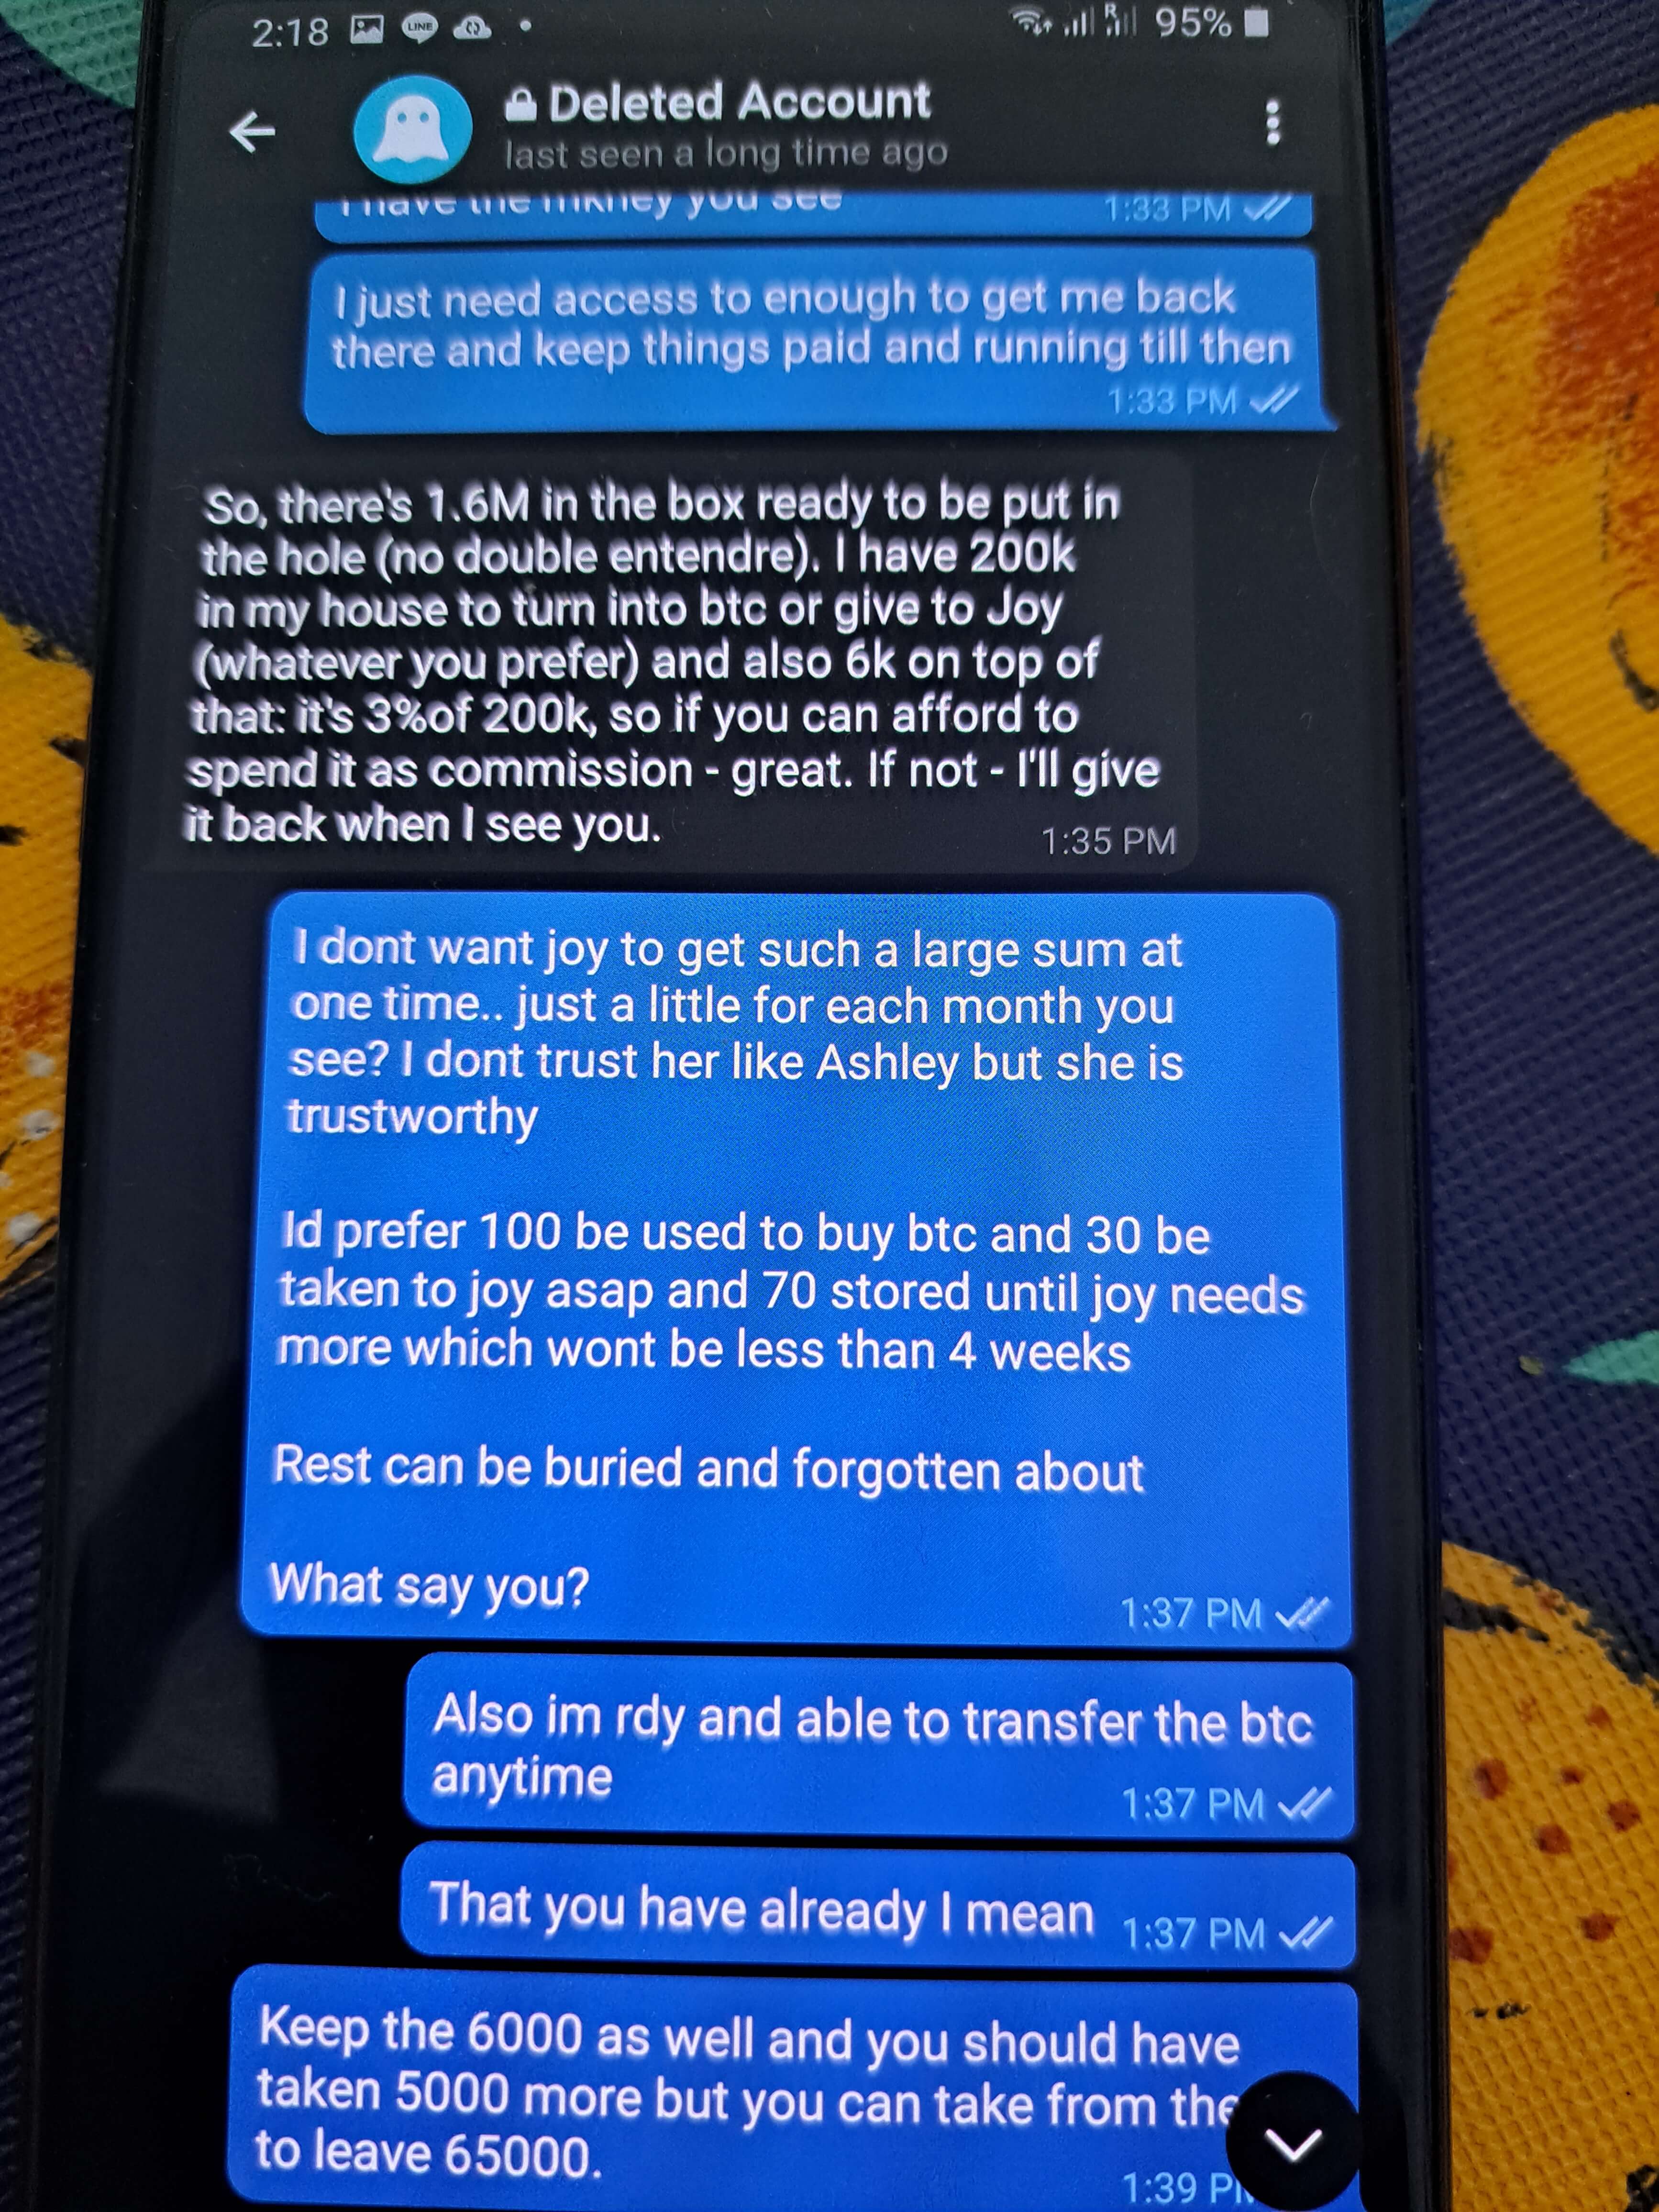 2:18 LINE R 95%
Deleted Account
last seen a long time ago
I have the mkney you see 1:33 PM
I just need access to enough to get me back
there and keep things paid and running till then
1:33 PM
So, there's 1.6M in the box ready to be put in
the hole (no double entendre). I have 200k
in my house to turn into btc or give to Joy
(whatever you prefer) and also 6k on top of
that: it's 3%of 200k, so if you can afford to
spend it as commission - great. If not - I'll give
it back when I see you. 1:35 PM
I dont want joy to get such a large sum at
one time.. just a little for each month you
see? I dont trust her like Ashley but she is
trustworthy
Id prefer 100 be used to buy btc and 30 be
taken to joy asap and 70 stored until joy needs
more which wont be less than 4 weeks
Rest can be buried and forgotten about
What say you? 1:37 PM
Also im rdy and able to transfer the btc
anytime 1:37 PM
That you have already I mean 1:37 PM
Keep the 6000 as well and you should have
taken 5000 more but you can take from the
to leave 65000.
1:39 P